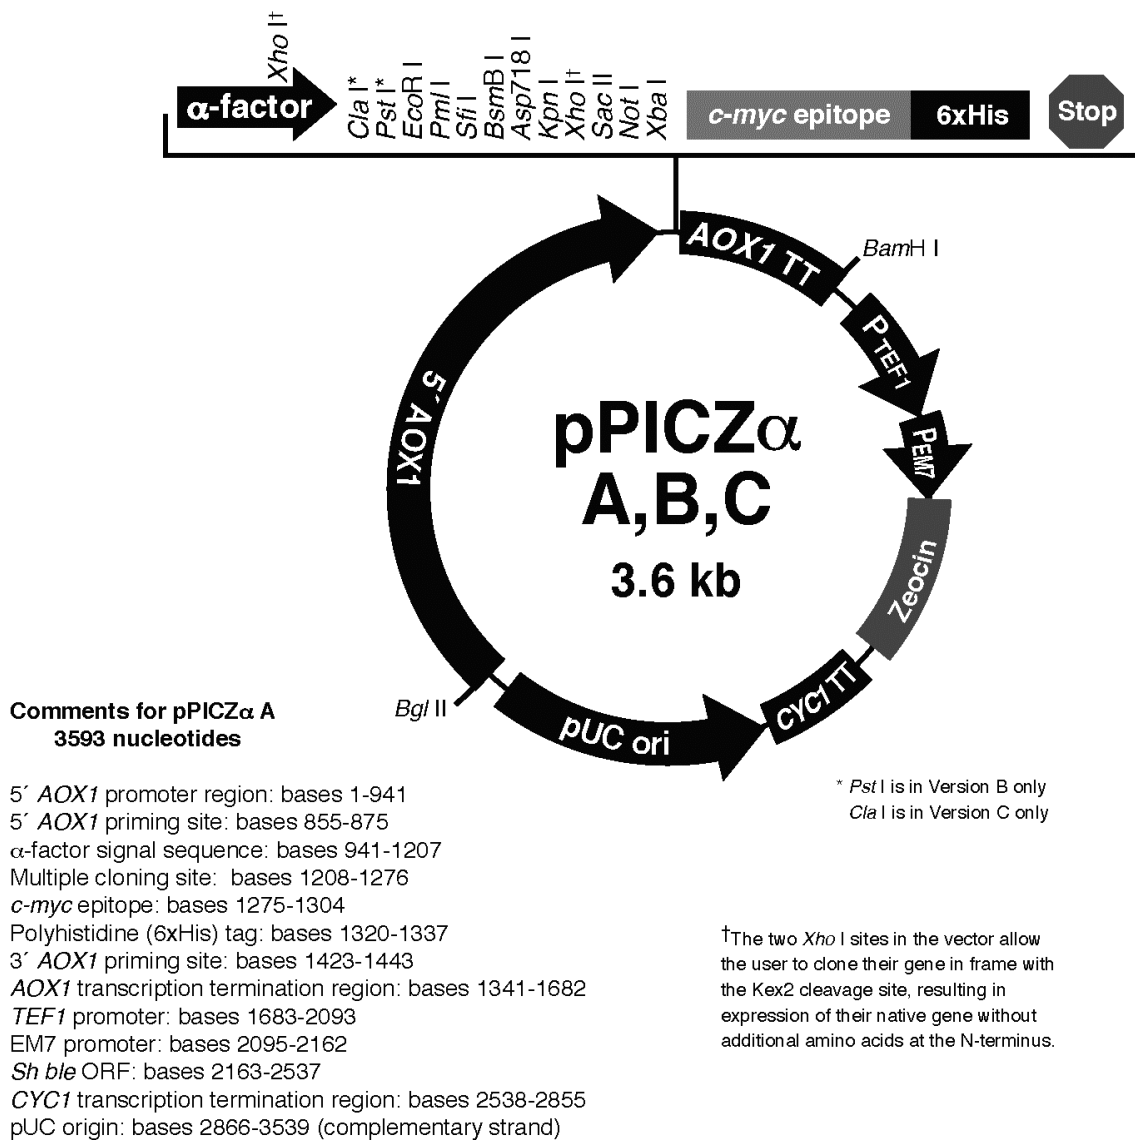 Xho I†
α-factor
Cla I*
Pst I*
EcoR I
Pml I
Sfi I
BsmB I
Asp718 I
Kpn I
Xho I†
Sac II
Not I
Xba I
c-myc epitope
6xHis
Stop
AOX1 TT
BamH I
PTEF1
PEM7
Zeocin
CYC1 TT
pUC ori
Bgl II
5´ AOX1
pPICZα
A,B,C
3.6 kb
Comments for pPICZα A
3593 nucleotides
5´ AOX1 promoter region: bases 1-941
5´ AOX1 priming site: bases 855-875
α-factor signal sequence: bases 941-1207
Multiple cloning site: bases 1208-1276
c-myc epitope: bases 1275-1304
Polyhistidine (6xHis) tag: bases 1320-1337
3´ AOX1 priming site: bases 1423-1443
AOX1 transcription termination region: bases 1341-1682
TEF1 promoter: bases 1683-2093
EM7 promoter: bases 2095-2162
Sh ble ORF: bases 2163-2537
CYC1 transcription termination region: bases 2538-2855
pUC origin: bases 2866-3539 (complementary strand)
* Pst I is in Version B only
Cla I is in Version C only
†The two Xho I sites in the vector allow
the user to clone their gene in frame with
the Kex2 cleavage site, resulting in
expression of their native gene without
additional amino acids at the N-terminus.